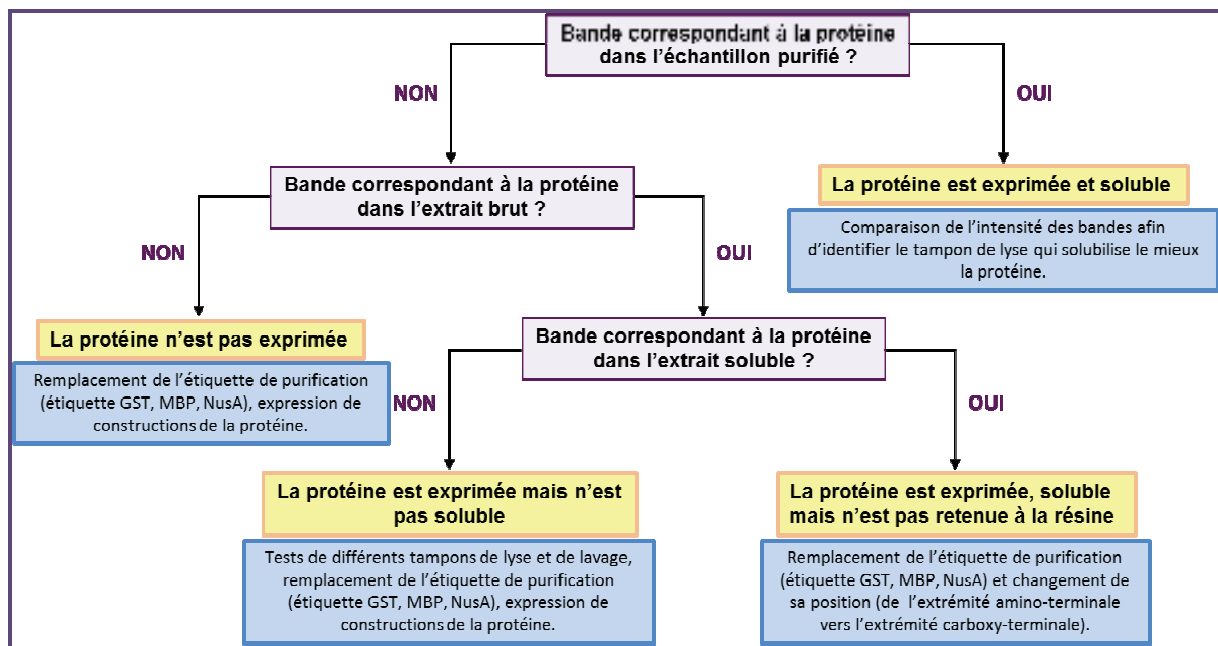 Bande correspondant à la protéine
dans l'échantillon purifié ?
NON
OUI
Bande correspondant à la protéine
dans l'extrait brut ?
La protéine est exprimée et soluble
Comparaison de l'intensité des bandes afin
d'identifier le tampon de lyse qui solubilise le mieux
la protéine.
NON
OUI
La protéine n'est pas exprimée
Remplacement de l'étiquette de purification
(étiquette GST, MBP, NusA), expression de
constructions de la protéine.
Bande correspondant à la protéine
dans l'extrait soluble ?
NON
OUI
La protéine est exprimée mais n'est
pas soluble
Tests de différents tampons de lyse et de lavage,
remplacement de l'étiquette de purification
(étiquette GST, MBP, NusA), expression de
constructions de la protéine.
La protéine est exprimée, soluble
mais n'est pas retenue à la résine
Remplacement de l'étiquette de purification
(étiquette GST, MBP, NusA) et changement de
sa position (de l'extrémité amino-terminale
vers l'extrémité carboxy-terminale).